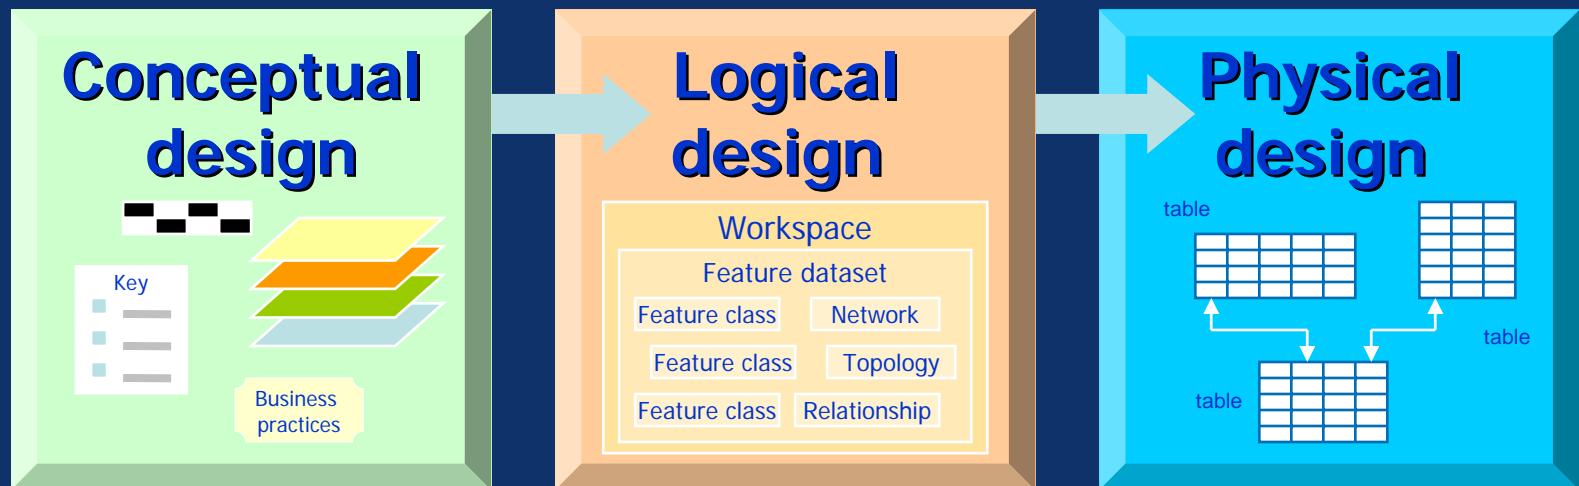 Conceptual
design
Key
Business
practices
Logical
design
Workspace
Feature dataset
Feature class
Network
Feature class
Topology
Feature class
Relationship
Physical
design
table
table
table